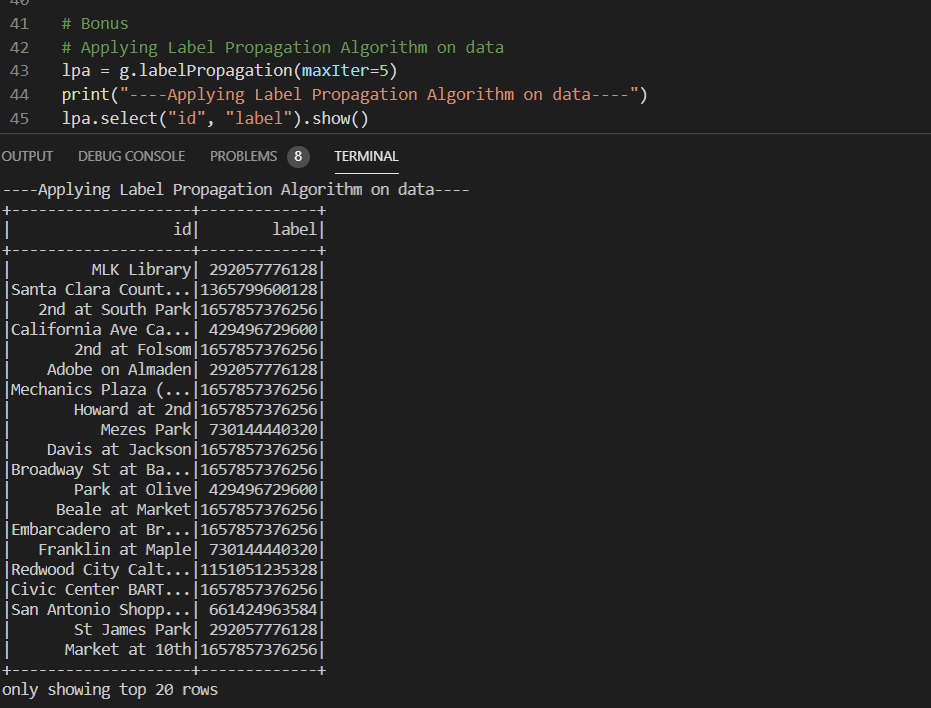 40
41 # Bonus
42 # Applying Label Propagation Algorithm on data
43 lpa = g.labelPropagation(maxIter=5)
44 print("----Applying Label Propagation Algorithm on data----")
45 lpa.select("id", "label").show()
OUTPUT DEBUG CONSOLE PROBLEMS 8 TERMINAL
----Applying Label Propagation Algorithm on data----
+--------------------+-------------+
|                  id|        label|
+--------------------+-------------+
|         MLK Library| 292057776128|
|Santa Clara Count...|1365799600128|
|   2nd at South Park|1657857376256|
|California Ave Ca...| 429496729600|
|       2nd at Folsom|1657857376256|
|    Adobe on Almaden| 292057776128|
|Mechanics Plaza (...|1657857376256|
|       Howard at 2nd|1657857376256|
|          Mezes Park| 730144440320|
|    Davis at Jackson|1657857376256|
|Broadway St at Ba...|1657857376256|
|       Park at Olive| 429496729600|
|     Beale at Market|1657857376256|
|Embarcadero at Br...|1657857376256|
|   Franklin at Maple| 730144440320|
|Redwood City Calt...|1151051235328|
|Civic Center BART...|1657857376256|
|San Antonio Shopp...| 661424963584|
|       St James Park| 292057776128|
|      Market at 10th|1657857376256|
+--------------------+-------------+
only showing top 20 rows